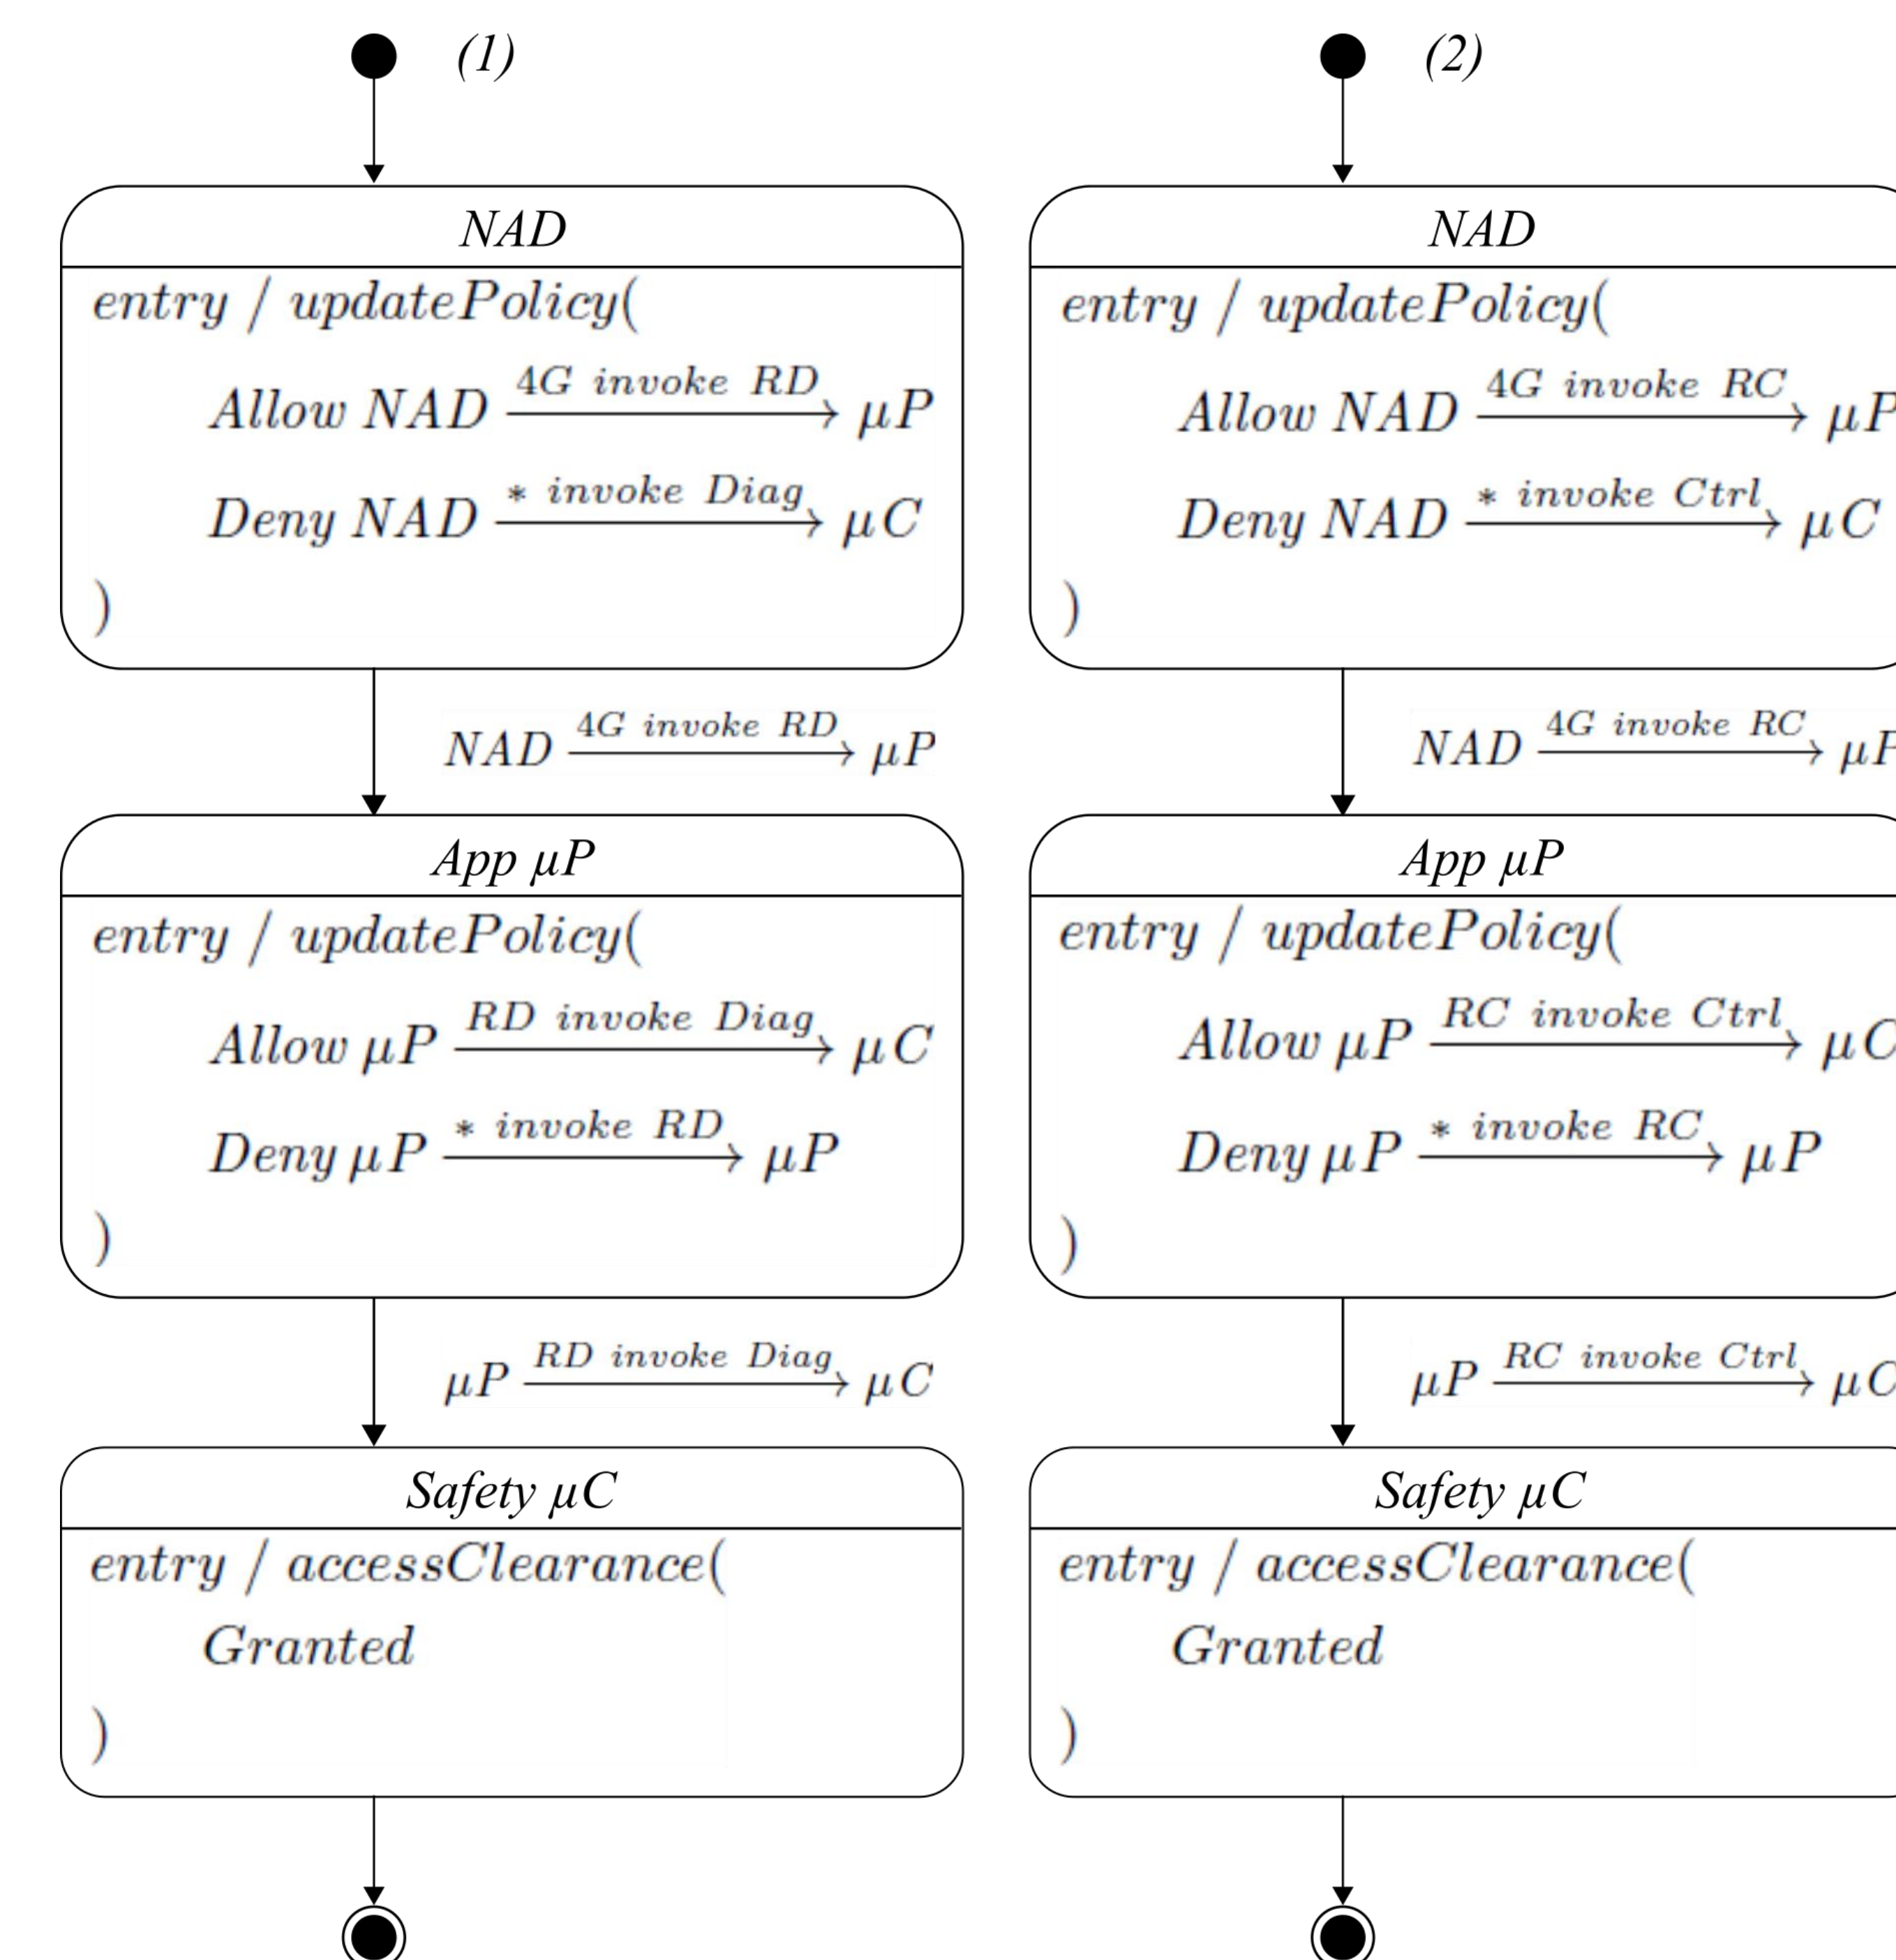 (1)
NAD
entry / updatePolicy(
Allow NAD 4G invoke RD → μP
Deny NAD * invoke Diag → μC
)
NAD 4G invoke RD → μP
App μP
entry / updatePolicy(
Allow μP RD invoke Diag → μC
Deny μP * invoke RD → μP
)
μP RD invoke Diag → μC
Safety μC
entry / accessClearance(
Granted
)
(2)
NAD
entry / updatePolicy(
Allow NAD 4G invoke RC → μP
Deny NAD * invoke Ctrl → μC
)
NAD 4G invoke RC → μP
App μP
entry / updatePolicy(
Allow μP RC invoke Ctrl → μC
Deny μP * invoke RC → μP
)
μP RC invoke Ctrl → μC
Safety μC
entry / accessClearance(
Granted
)